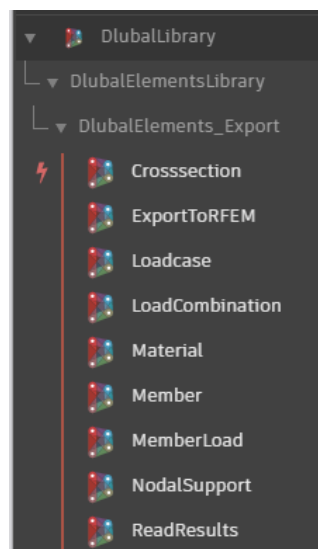 DlubalLibrary
DlubalElementsLibrary
DlubalElements_Export
Crosssection
ExportToRFEM
Loadcase
LoadCombination
Material
Member
MemberLoad
NodalSupport
ReadResults